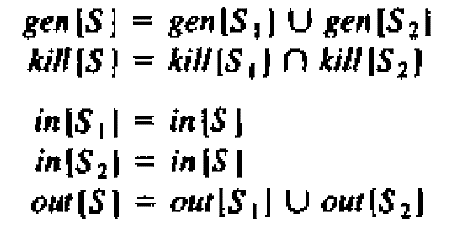 gen[S] = gen[S₁] ∪ gen[S₂]
kill[S] = kill[S₁] ∩ kill[S₂]
in[S₁] = in[S]
in[S₂] = in[S]
out[S] = out[S₁] ∪ out[S₂]